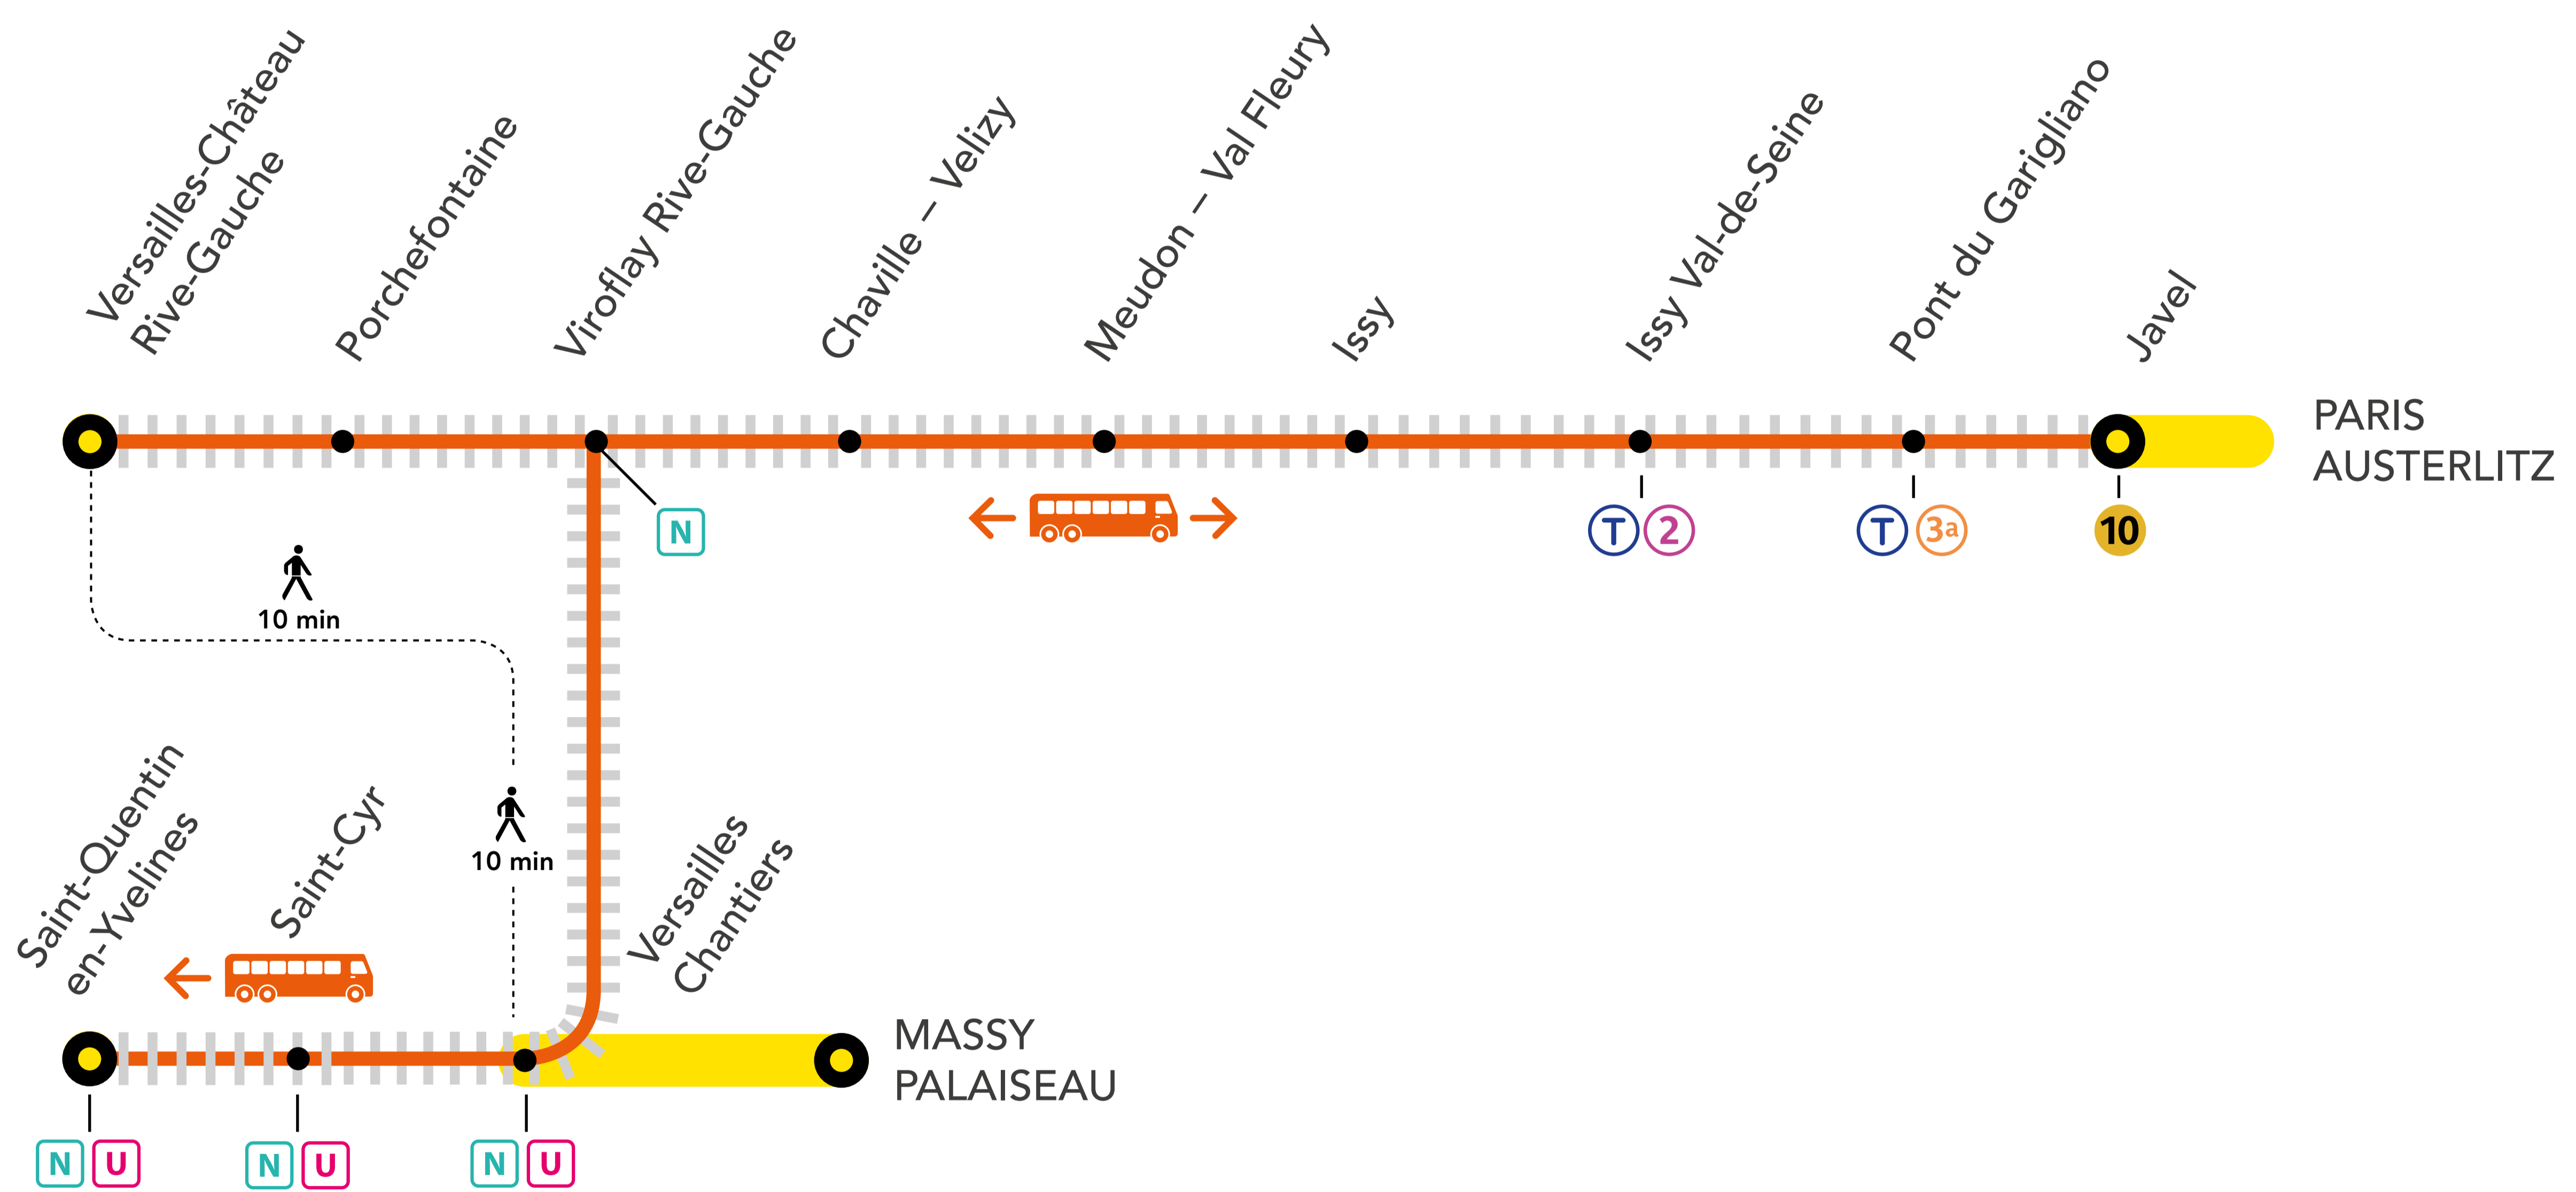 Versailles-Château
Rive-Gauche
Porchefontaine
Viroflay Rive-Gauche
Chaville – Velizy
Meudon – Val Fleury
Issy
Issy Val-de-Seine
Pont du Garigliano
Javel
PARIS
AUSTERLITZ
N
T 2
T 3a
10
10 min
10 min
Saint-Quentin
en-Yvelines
Saint-Cyr
Versailles
Chantiers
MASSY
PALAISEAU
N U
N U
N U